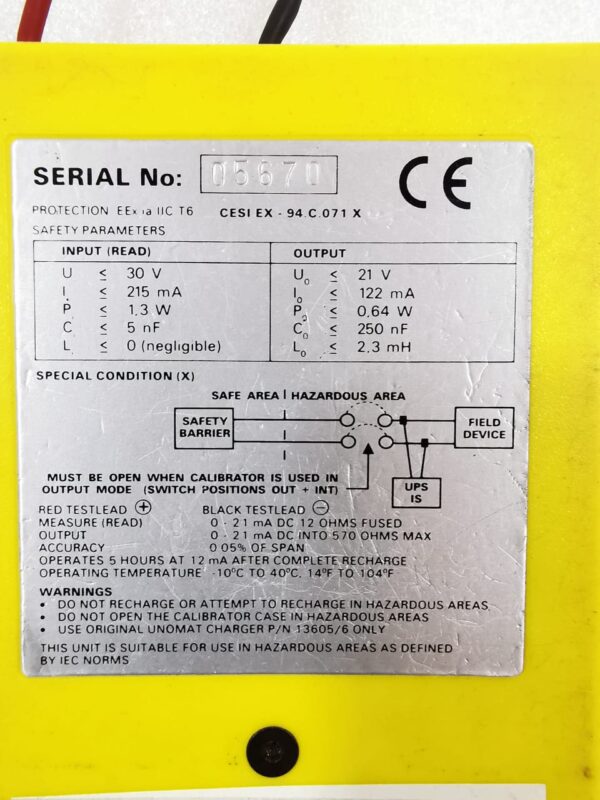 SERIAL No: 05670 CE
PROTECTION EEx ia IIC T6 CESI EX - 94.C.071 X
SAFETY PARAMETERS
INPUT (READ)
U ≤ 30 V
I ≤ 215 mA
P ≤ 1,3 W
C ≤ 5 nF
L ≤ 0 (negligible)
OUTPUT
U₀ ≤ 21 V
I₀ ≤ 122 mA
P₀ ≤ 0,64 W
C₀ ≤ 250 nF
L₀ ≤ 2,3 mH
SPECIAL CONDITION (X)
SAFE AREA | HAZARDOUS AREA
SAFETY
BARRIER
FIELD
DEVICE
UPS
IS
MUST BE OPEN WHEN CALIBRATOR IS USED IN
OUTPUT MODE (SWITCH POSITIONS OUT + INT)
RED TESTLEAD + BLACK TESTLEAD -
MEASURE (READ) 0 - 21 mA DC 12 OHMS FUSED
OUTPUT 0 - 21 mA DC INTO 570 OHMS MAX
ACCURACY 0.05% OF SPAN
OPERATES 5 HOURS AT 12 mA AFTER COMPLETE RECHARGE
OPERATING TEMPERATURE -10°C TO 40°C, 14°F TO 104°F
WARNINGS
• DO NOT RECHARGE OR ATTEMPT TO RECHARGE IN HAZARDOUS AREAS
• DO NOT OPEN THE CALIBRATOR CASE IN HAZARDOUS AREAS
• USE ORIGINAL UNOMAT CHARGER P/N 13605/6 ONLY
THIS UNIT IS SUITABLE FOR USE IN HAZARDOUS AREAS AS DEFINED
BY IEC NORMS